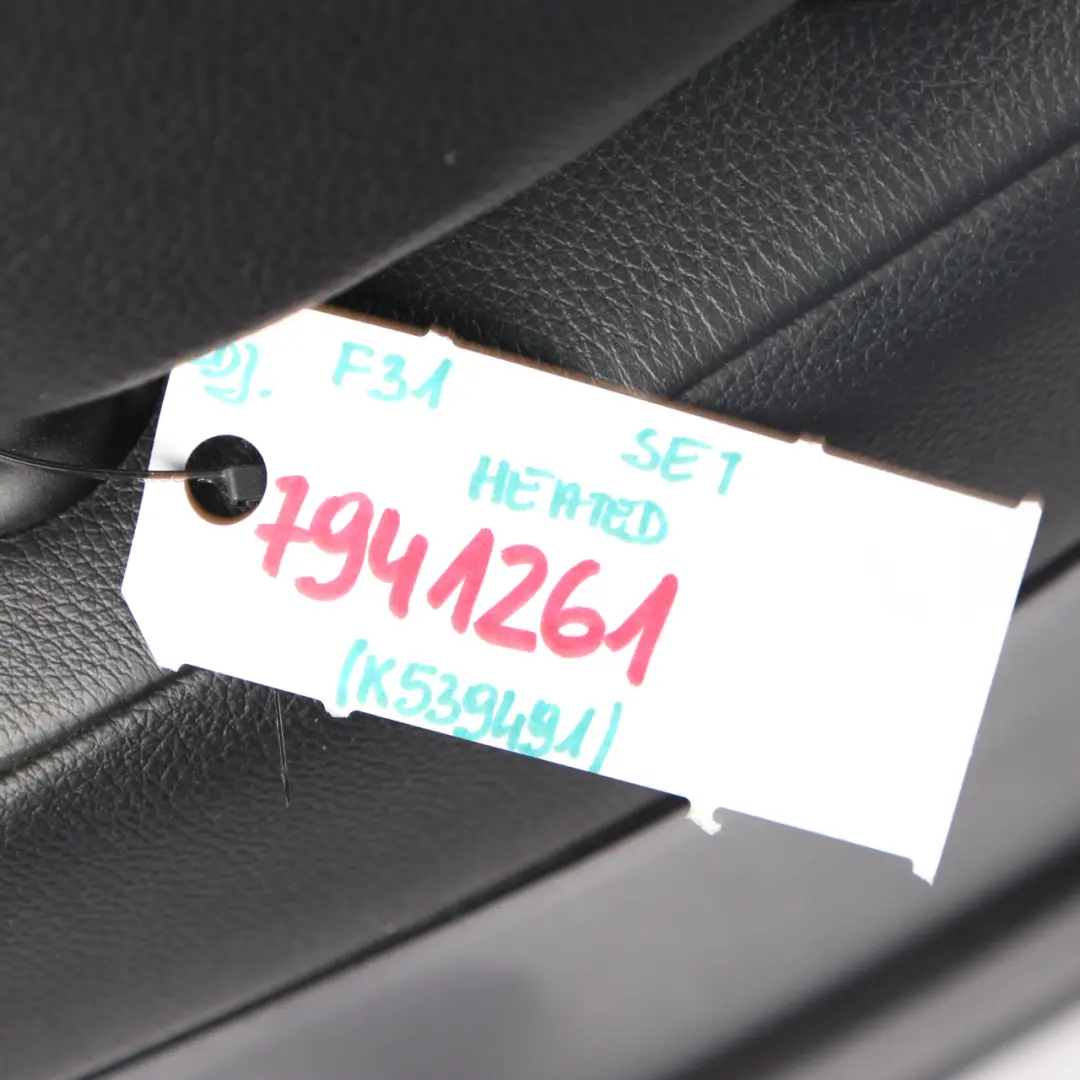 F31
SET
HEATED
7941261
(K539491)